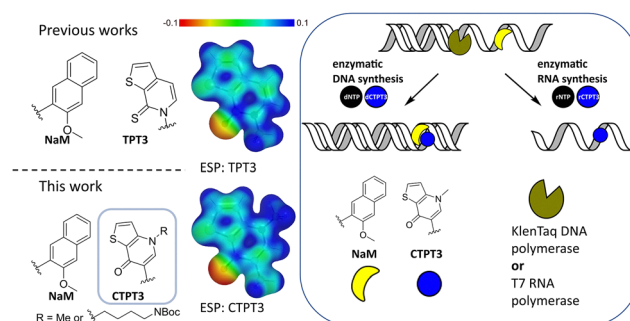 Previous works
-0.1
0.1
S
S
N
O
NaM
TPT3
ESP: TPT3
This work
S
R
N
O
O
NaM
CTPT3
R = Me or
NBoc
ESP: CTPT3
enzymatic
DNA synthesis
dNTP
dCTPT3
enzymatic
RNA synthesis
rNTP
rCTPT3
S
N
O
O
NaM
CTPT3
KlenTaq DNA
polymerase
or
T7 RNA
polymerase